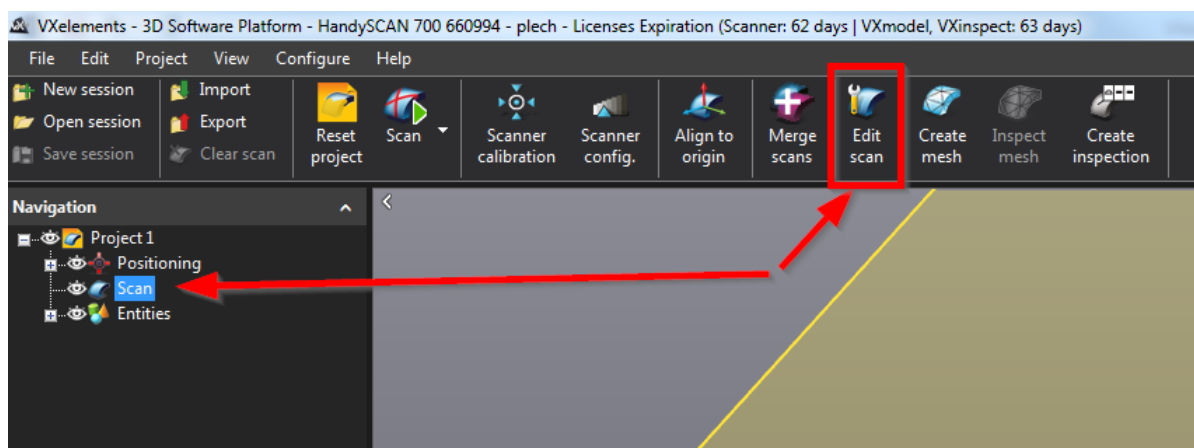 VXelements - 3D Software Platform - HandySCAN 700 660994 - plech - Licenses Expiration (Scanner: 62 days | VXmodel, VXinspect: 63 days)
File Edit Project View Configure Help
New session
Open session
Save session
Import
Export
Clear scan
Reset
project
Scan
Scanner
calibration
Scanner
config.
Align to
origin
Merge
scans
Edit
scan
Create
mesh
Inspect
mesh
Create
inspection
Navigation
Project 1
Positioning
Scan
Entities